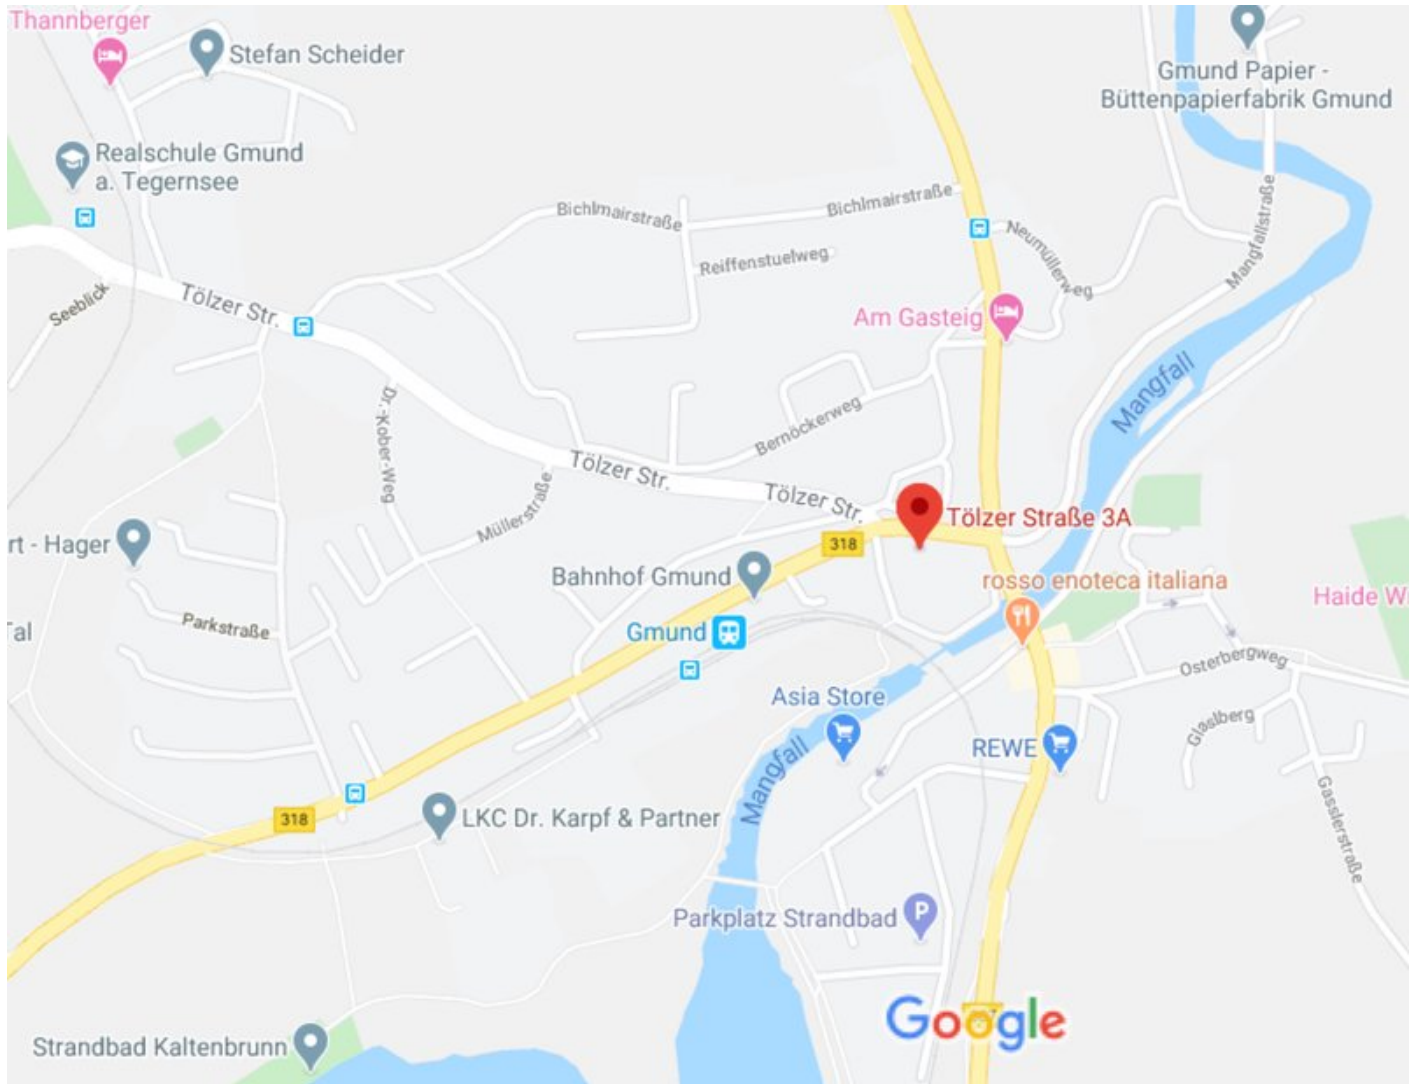 Thannberger
Stefan Scheider
Gmund Papier -
Büttenpapierfabrik Gmund
Realschule Gmund
a. Tegernsee
Bichlmairstraße
Bichlmairstraße
Neumüllerweg
Mangfallstraße
Reiffenstuelweg
Seeblick
Tölzer Str.
Am Gasteig
Mangfall
Dr.-Kober-Weg
Bernöckerweg
Tölzer Str.
Tölzer Str.
Müllerstraße
Tölzer Straße 3A
rt - Hager
318
Bahnhof Gmund
rosso enoteca italiana
Haide Wi
Tal
Parkstraße
Gmund
Osterbergweg
Asia Store
Glaslberg
REWE
Mangfall
318
LKC Dr. Karpf & Partner
Gasslerstraße
Parkplatz Strandbad
P
Google
Strandbad Kaltenbrunn